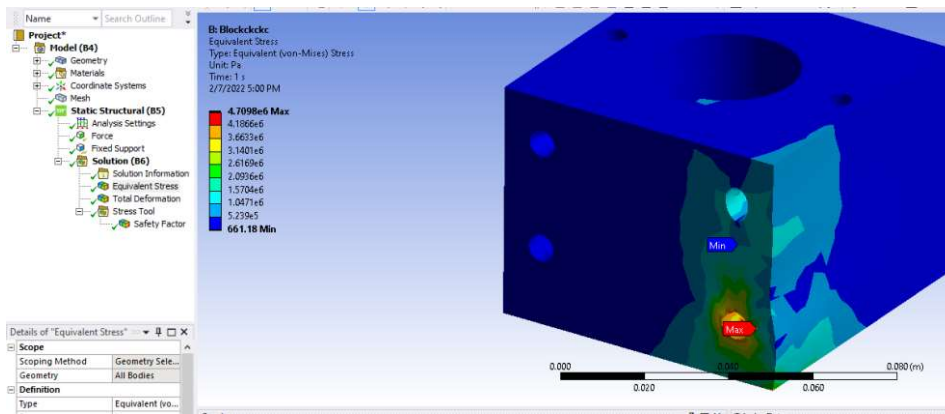 Name
Search Outline
Project*
Model (B4)
Geometry
Materials
Coordinate Systems
Mesh
Static Structural (B5)
Analysis Settings
Force
Fixed Support
Solution (B6)
Solution Information
Equivalent Stress
Total Deformation
Stress Tool
Safety Factor
Details of "Equivalent Stress"
Scope
Scoping Method Geometry Sele...
Geometry All Bodies
Definition
Type Equivalent (vo...
B: Blockckckc
Equivalent Stress
Type: Equivalent (von-Mises) Stress
Unit: Pa
Time: 1 s
2/7/2022 5:00 PM
4.7098e6 Max
4.1866e6
3.6633e6
3.1401e6
2.6169e6
2.0936e6
1.5704e6
1.0471e6
5.239e5
661.18 Min
Min
Max
0.000 0.040 0.080 (m)
0.020 0.060